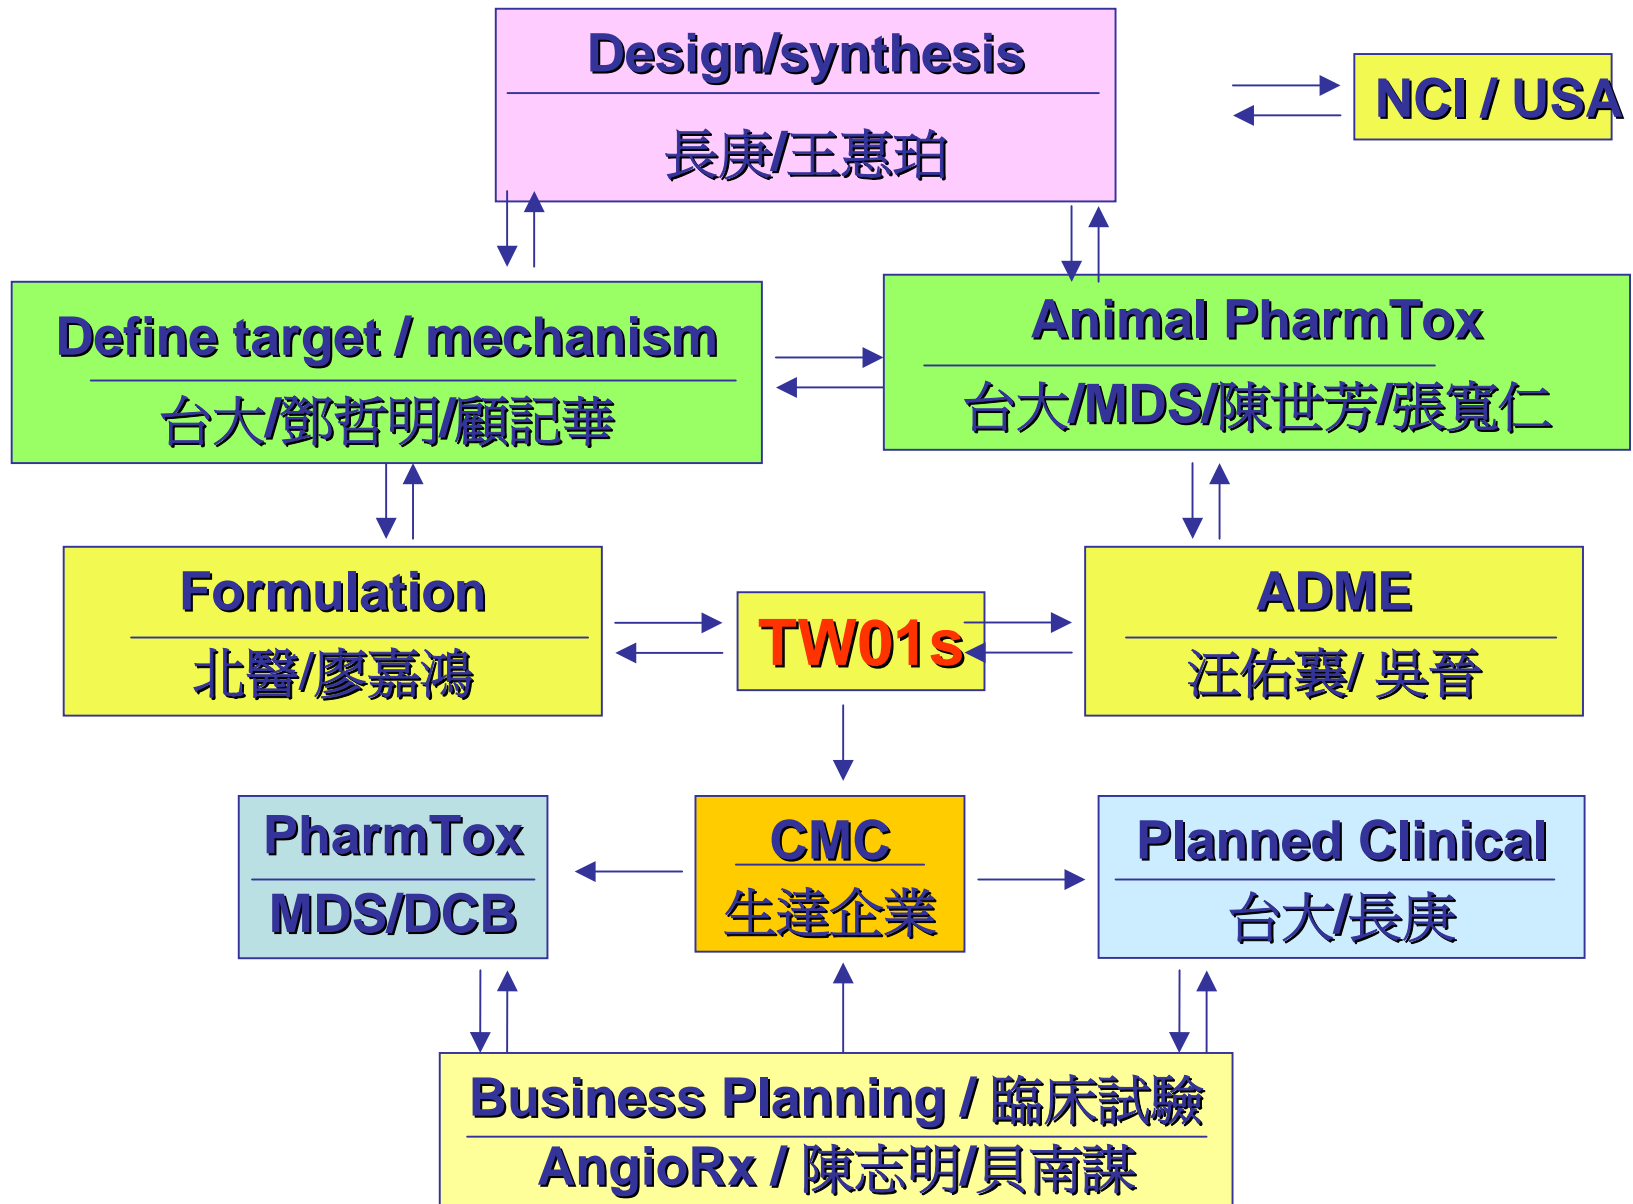 Design/synthesis
長庚/王惠珀
NCI / USA
Define target / mechanism
台大/鄧哲明/顧記華
Animal PharmTox
台大/MDS/陳世芳/張寬仁
Formulation
北醫/廖嘉鴻
TW01s
ADME
汪佑襄/ 吳晉
PharmTox
MDS/DCB
CMC
生達企業
Planned Clinical
台大/長庚
Business Planning / 臨床試驗
AngioRx / 陳志明/貝南謀